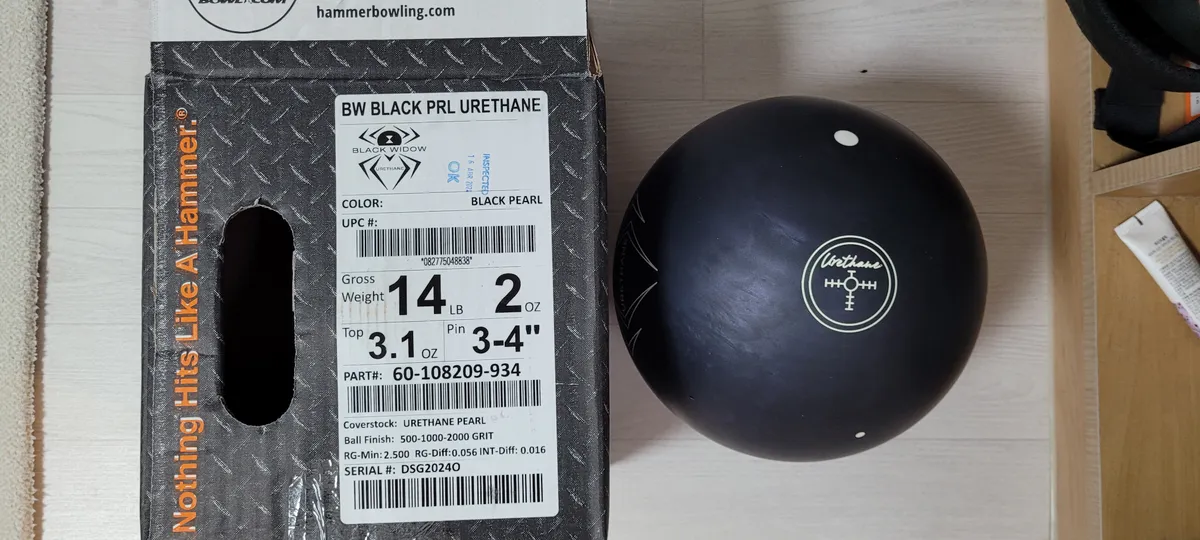 BOWL.COM
hammerbowling.com
Nothing Hits Like A Hammer.®
BW BLACK PRL URETHANE
BLACK WIDOW
URETHANE
INSPECTED
OK
COLOR: BLACK PEARL
UPC #:
*082775048838*
Gross Weight 14 LB 2 OZ
Top 3.1 OZ Pin 3-4"
PART#: 60-108209-934
Coverstock: URETHANE PEARL
Ball Finish: 500-1000-2000 GRIT
RG-Min: 2.500 RG-Diff: 0.056 INT-Diff: 0.016
SERIAL #: DSG2024O
Urethane